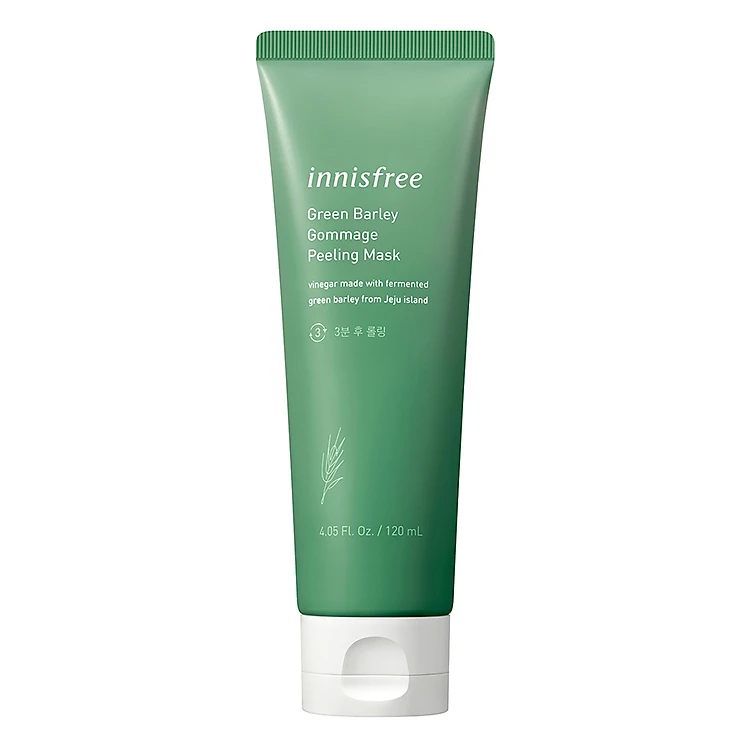 innisfree
Green Barley
Gommage
Peeling Mask
vinegar made with fermented
green barley from Jeju island
3 3분 후 롤링
4.05 Fl. Oz. / 120 mL